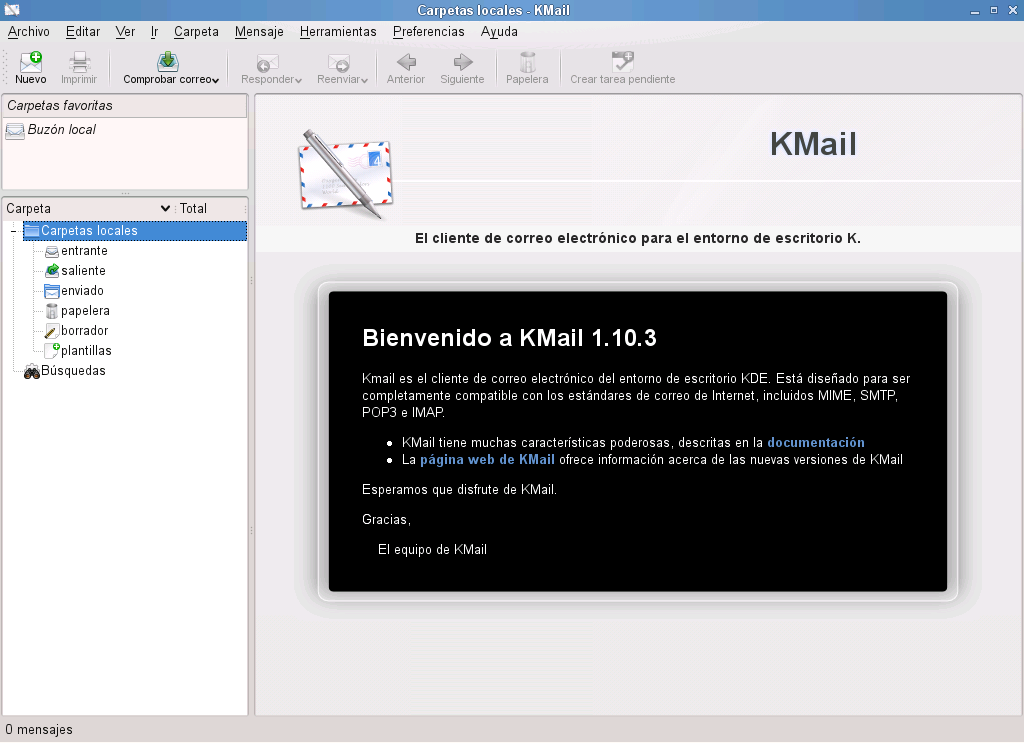 Carpetas locales - KMail
Archivo Editar Ver Ir Carpeta Mensaje Herramientas Preferencias Ayuda
Nuevo Imprimir Comprobar correo Responder Reenviar Anterior Siguiente Papelera Crear tarea pendiente
Carpetas favoritas
Buzón local
Carpeta Total
Carpetas locales
entrante
saliente
enviado
papelera
borrador
plantillas
Búsquedas
KMail
El cliente de correo electrónico para el entorno de escritorio K.
Bienvenido a KMail 1.10.3
Kmail es el cliente de correo electrónico del entorno de escritorio KDE. Está diseñado para ser
completamente compatible con los estándares de correo de Internet, incluidos MIME, SMTP,
POP3 e IMAP.
KMail tiene muchas características poderosas, descritas en la documentación
La página web de KMail ofrece información acerca de las nuevas versiones de KMail
Esperamos que disfrute de KMail.
Gracias,
El equipo de KMail
0 mensajes